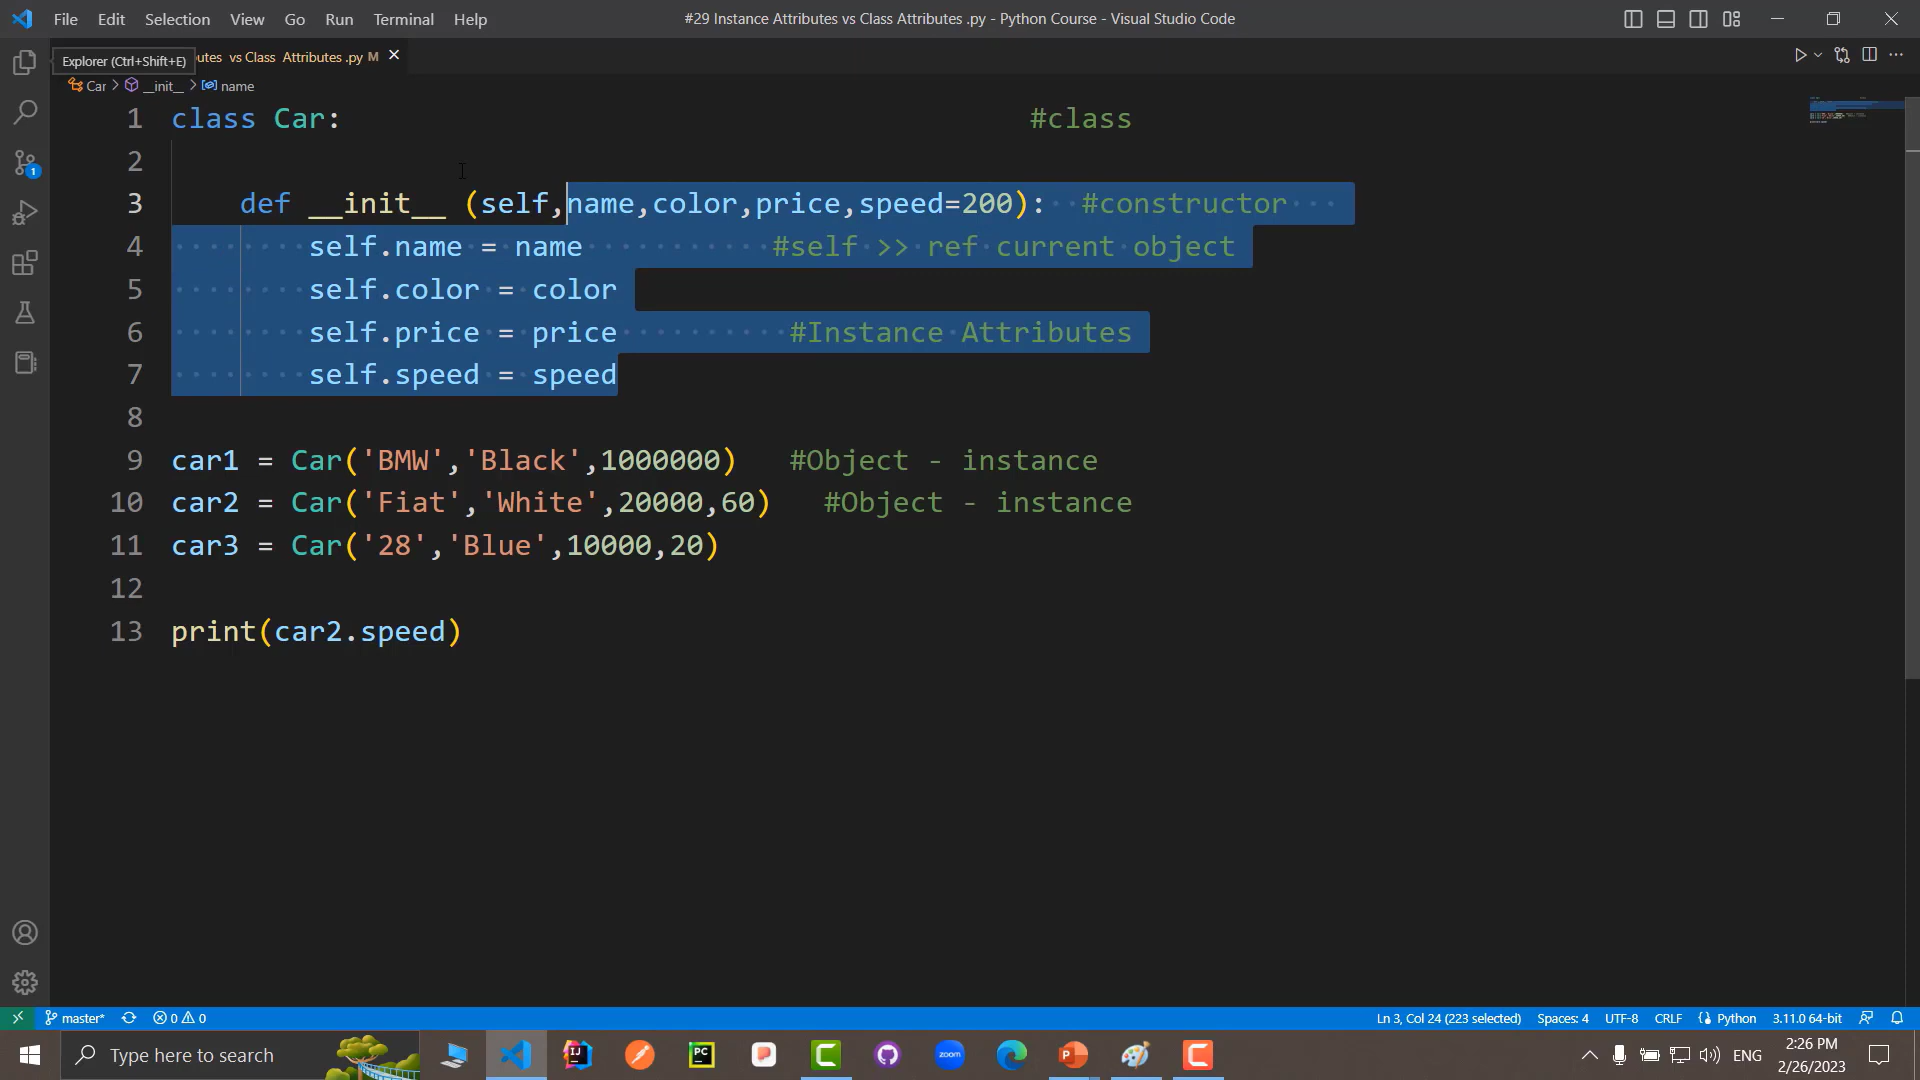 File Edit Selection View Go Run Terminal Help
#29 Instance Attributes vs Class Attributes .py - Python Course - Visual Studio Code
Explorer (Ctrl+Shift+E)
utes vs Class Attributes .py M
Car > __init__ > name
1 class Car: #class
2
3 def __init__ (self,name,color,price,speed=200): #constructor
4 self.name = name #self >> ref current object
5 self.color = color
6 self.price = price #Instance Attributes
7 self.speed = speed
8
9 car1 = Car('BMW','Black',1000000) #Object - instance
10 car2 = Car('Fiat','White',20000,60) #Object - instance
11 car3 = Car('28','Blue',10000,20)
12
13 print(car2.speed)
1
master* 0 0 Ln 3, Col 24 (223 selected) Spaces: 4 UTF-8 CRLF Python 3.11.0 64-bit
Type here to search
IJ
PC
P
zoom
P
ENG
2:26 PM
2/26/2023